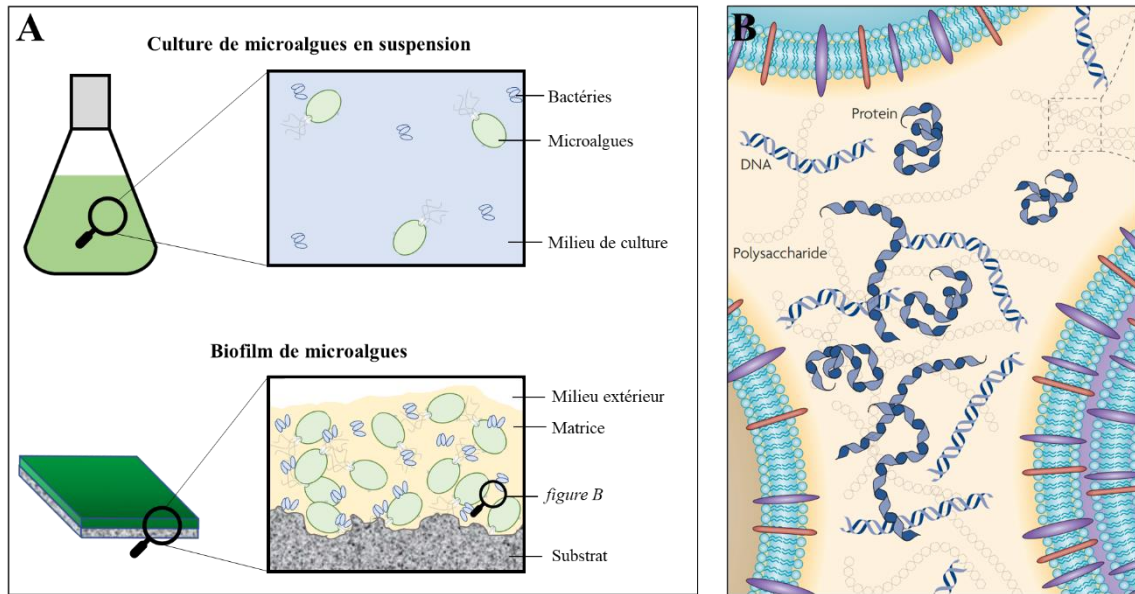 A
Culture de microalgues en suspension
Bactéries
Microalgues
Milieu de culture
Biofilm de microalgues
Milieu extérieur
Matrice
figure B
Substrat
B
Protein
DNA
Polysaccharide